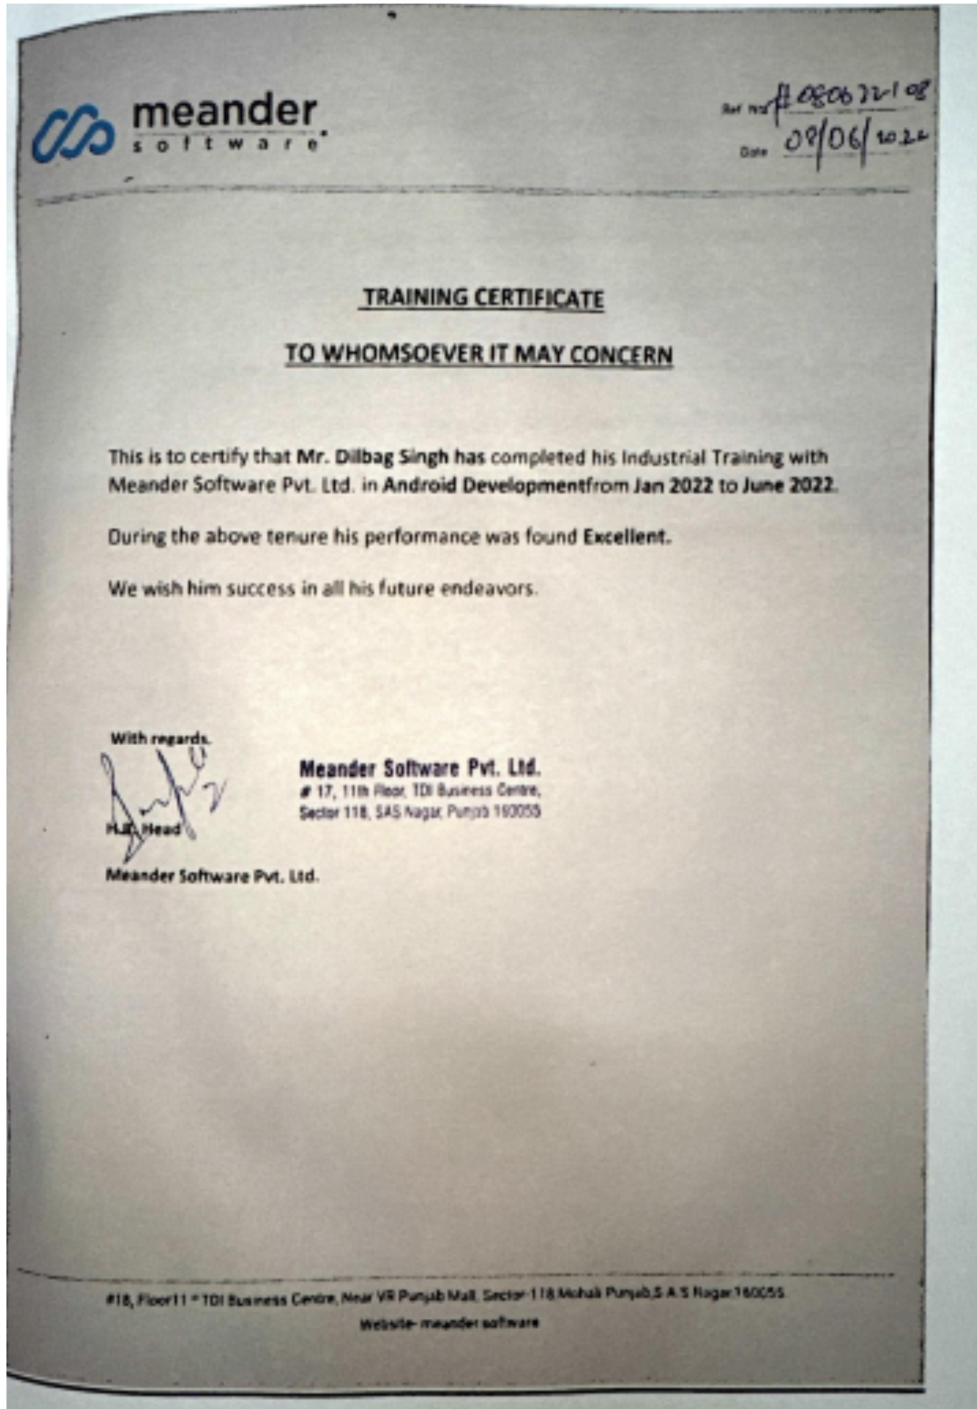 meander
software
Ref No
Date 08/06/2022
TRAINING CERTIFICATE
TO WHOMSOEVER IT MAY CONCERN
This is to certify that Mr. Dilbag Singh has completed his Industrial Training with
Meander Software Pvt. Ltd. in Android Developmentfrom Jan 2022 to June 2022.
During the above tenure his performance was found Excellent.
We wish him success in all his future endeavors.
With regards,
Meander Software Pvt. Ltd.
# 17, 11th Floor, TDI Business Centre,
Sector 118, SAS Nagar, Punjab 160055
Head
Meander Software Pvt. Ltd.
#18, Floor11 TDI Business Centre, Near VR Punjab Mall, Sector-118 Mohali Punjab,S.A.S Nagar.160055
Website- meander software